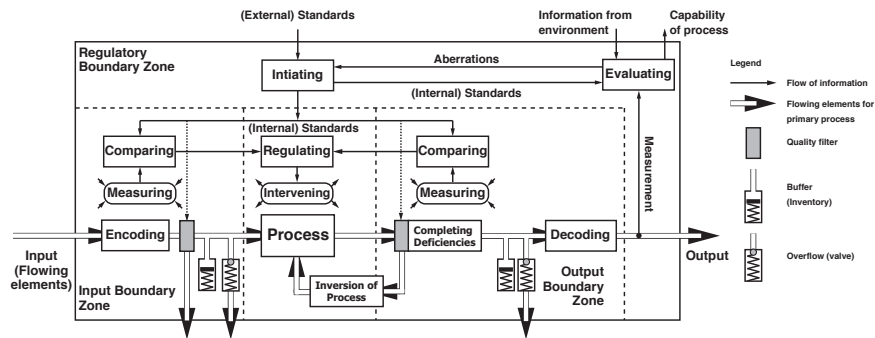 (External) Standards
Information from
environment
Capability
of process
Regulatory
Boundary Zone
Aberrations
Intiating
Evaluating
(Internal) Standards
(Internal) Standards
Comparing
Regulating
Comparing
Measuring
Intervening
Measuring
Measurement
Encoding
Process
Completing
Deficiencies
Decoding
Input
(Flowing
elements)
Output
Input Boundary
Zone
Inversion of
Process
Output
Boundary
Zone
Legend
Flow of information
Flowing elements for
primary process
Quality filter
Buffer
(Inventory)
Overflow (valve)